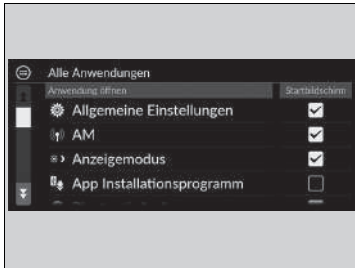 Alle Anwendungen
Anwendung öffnen Startbildschirm
Allgemeine Einstellungen
AM
Anzeigemodus
App Installationsprogramm